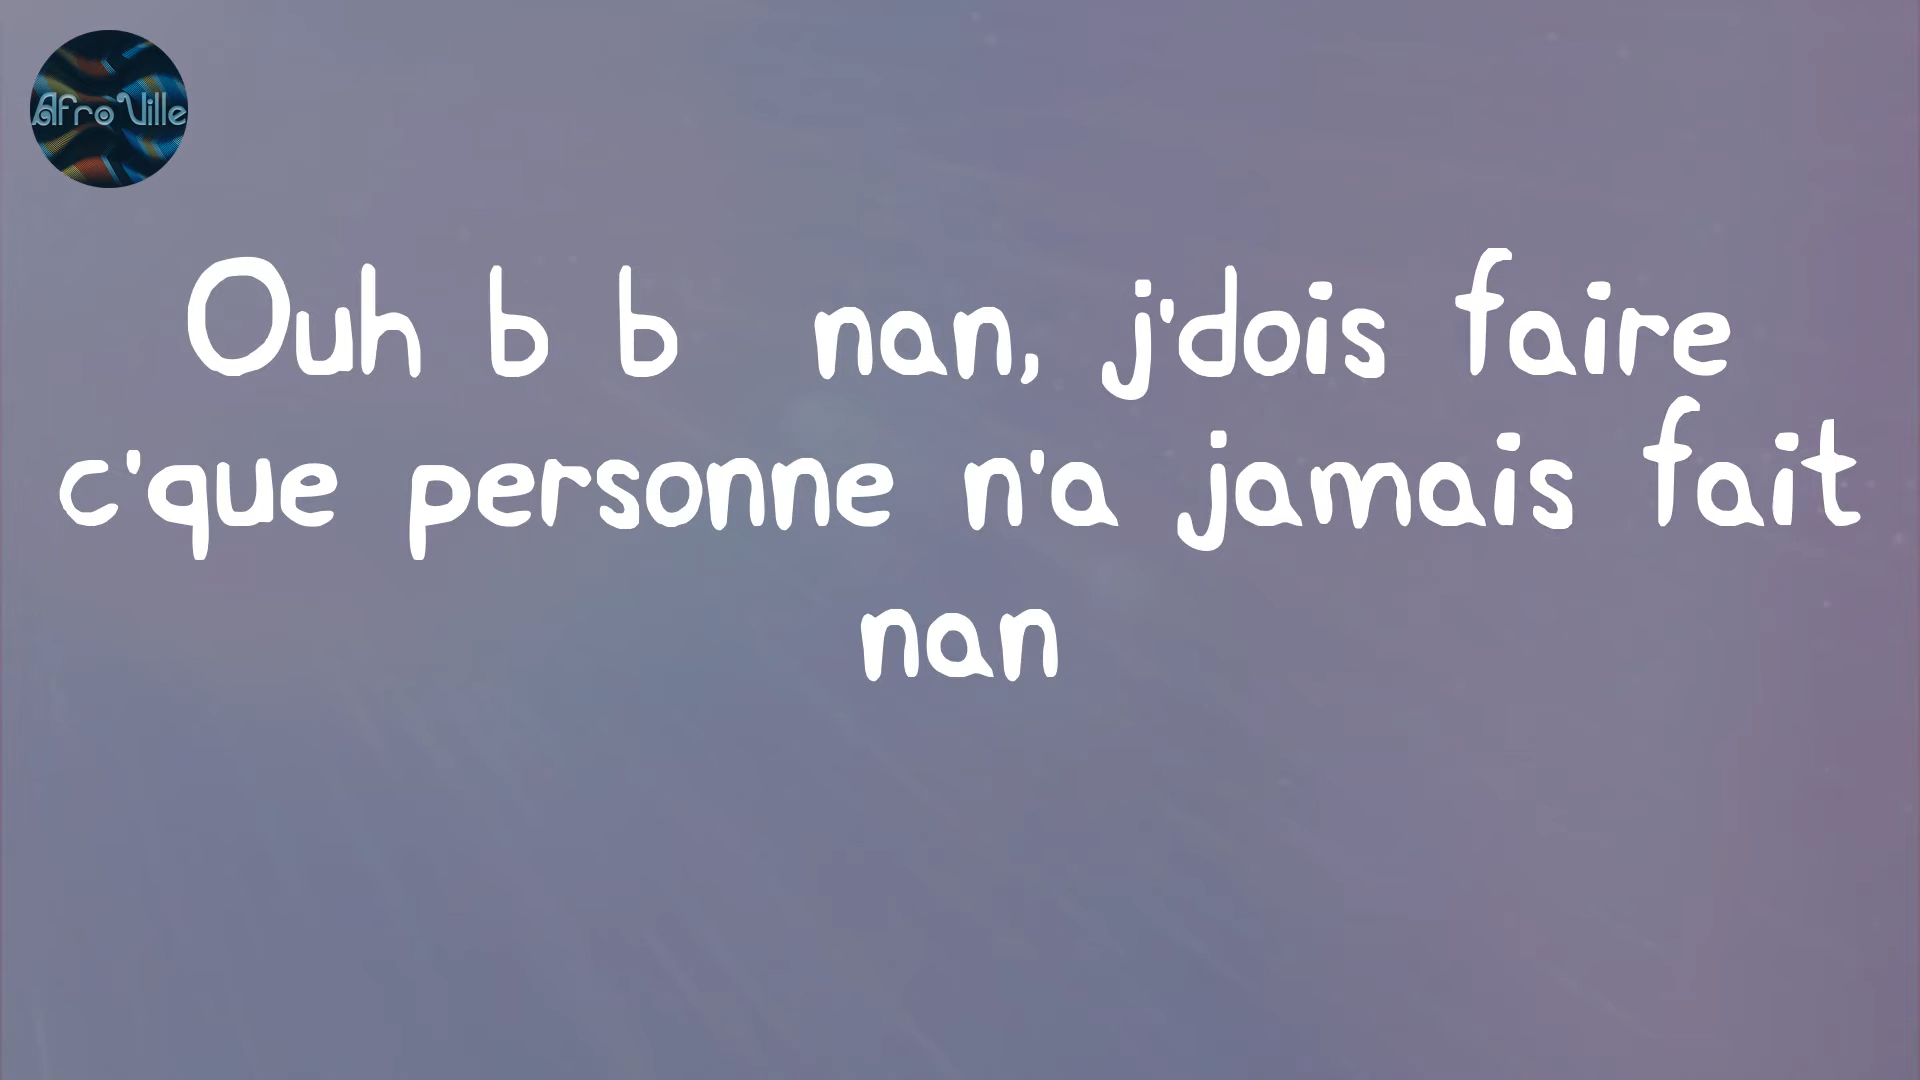 Afro Ville
Ouh b b nan, j'dois faire
c'que personne n'a jamais fait
nan